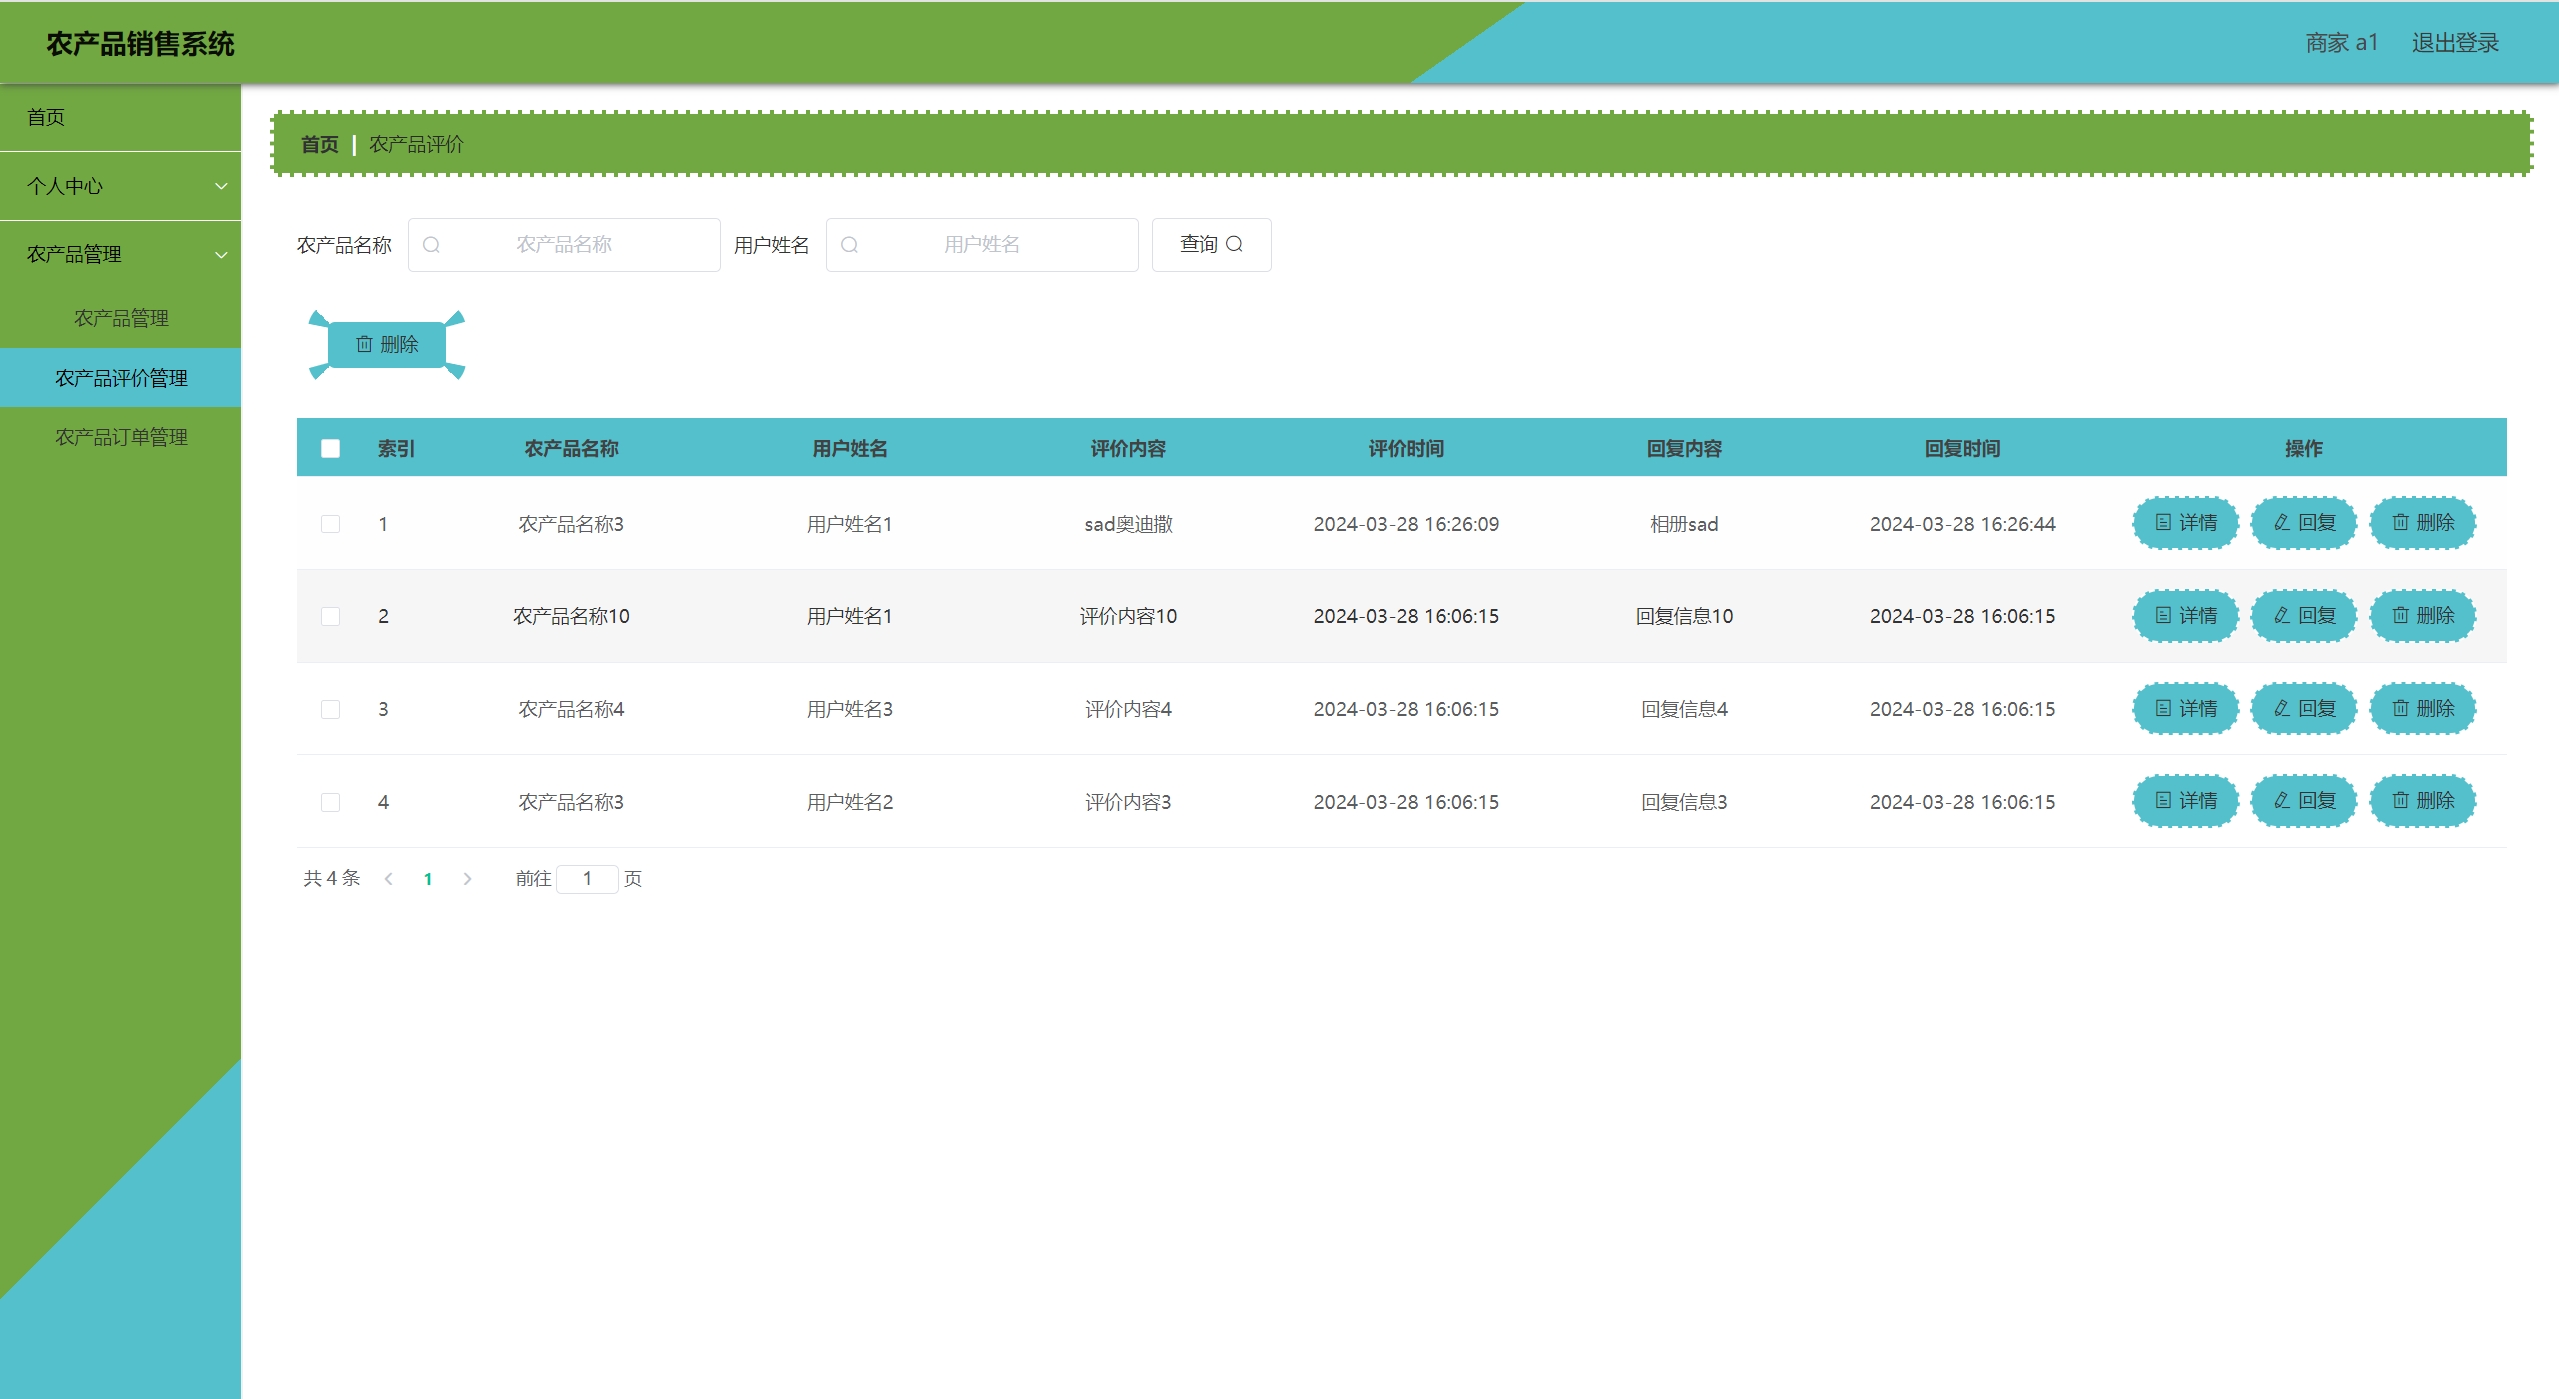 农产品销售系统
商家 a1 退出登录
首页
个人中心
农产品管理
农产品管理
农产品评价管理
农产品订单管理
首页 | 农产品评价
农产品名称 农产品名称 用户姓名 用户姓名 查询
删除
索引 农产品名称 用户姓名 评价内容 评价时间 回复内容 回复时间 操作
1 农产品名称3 用户姓名1 sad奥迪撒 2024-03-28 16:26:09 相册sad 2024-03-28 16:26:44 详情 回复 删除
2 农产品名称10 用户姓名1 评价内容10 2024-03-28 16:06:15 回复信息10 2024-03-28 16:06:15 详情 回复 删除
3 农产品名称4 用户姓名3 评价内容4 2024-03-28 16:06:15 回复信息4 2024-03-28 16:06:15 详情 回复 删除
4 农产品名称3 用户姓名2 评价内容3 2024-03-28 16:06:15 回复信息3 2024-03-28 16:06:15 详情 回复 删除
共 4 条 1 前往 1 页